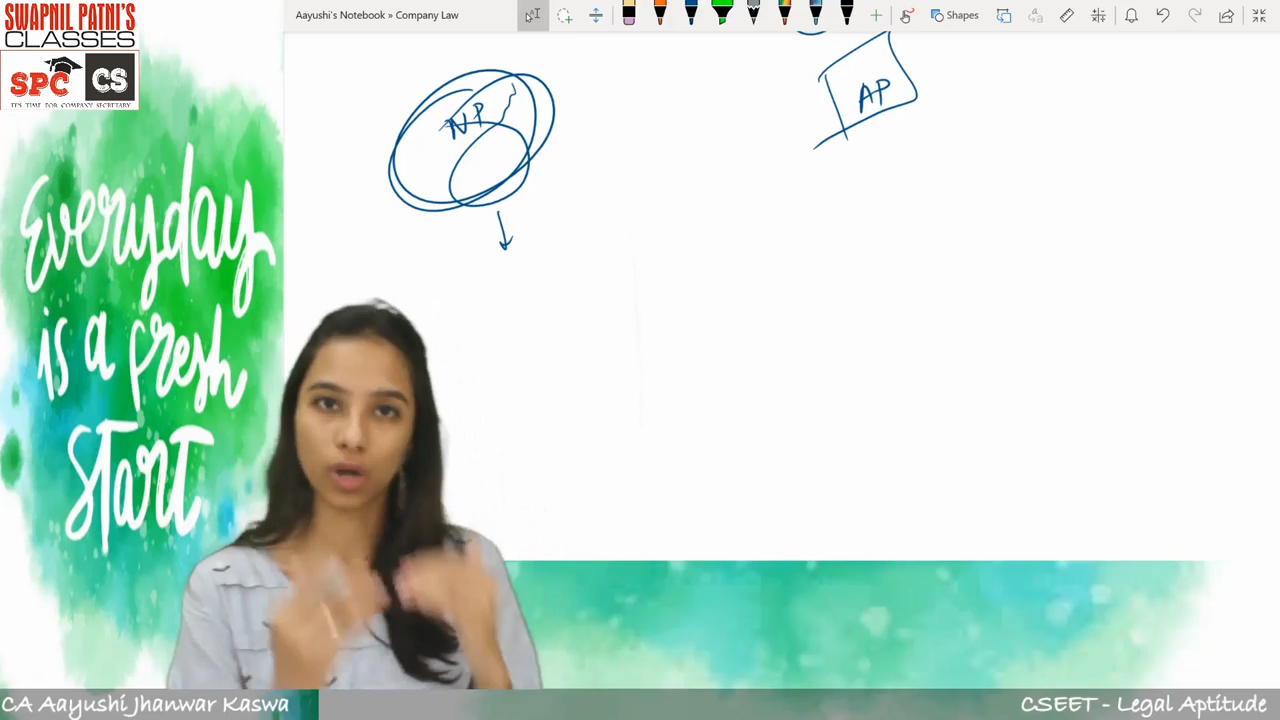 SWAPNIL PATNI'S
CLASSES
SPC CS
IT'S TIME FOR COMPANY SECRETARY
Aayushi's Notebook » Company Law
Shapes
NP
AP
Everyday
is a fresh
start
CA Aayushi Jhanwar Kaswa
CSEET - Legal Aptitude